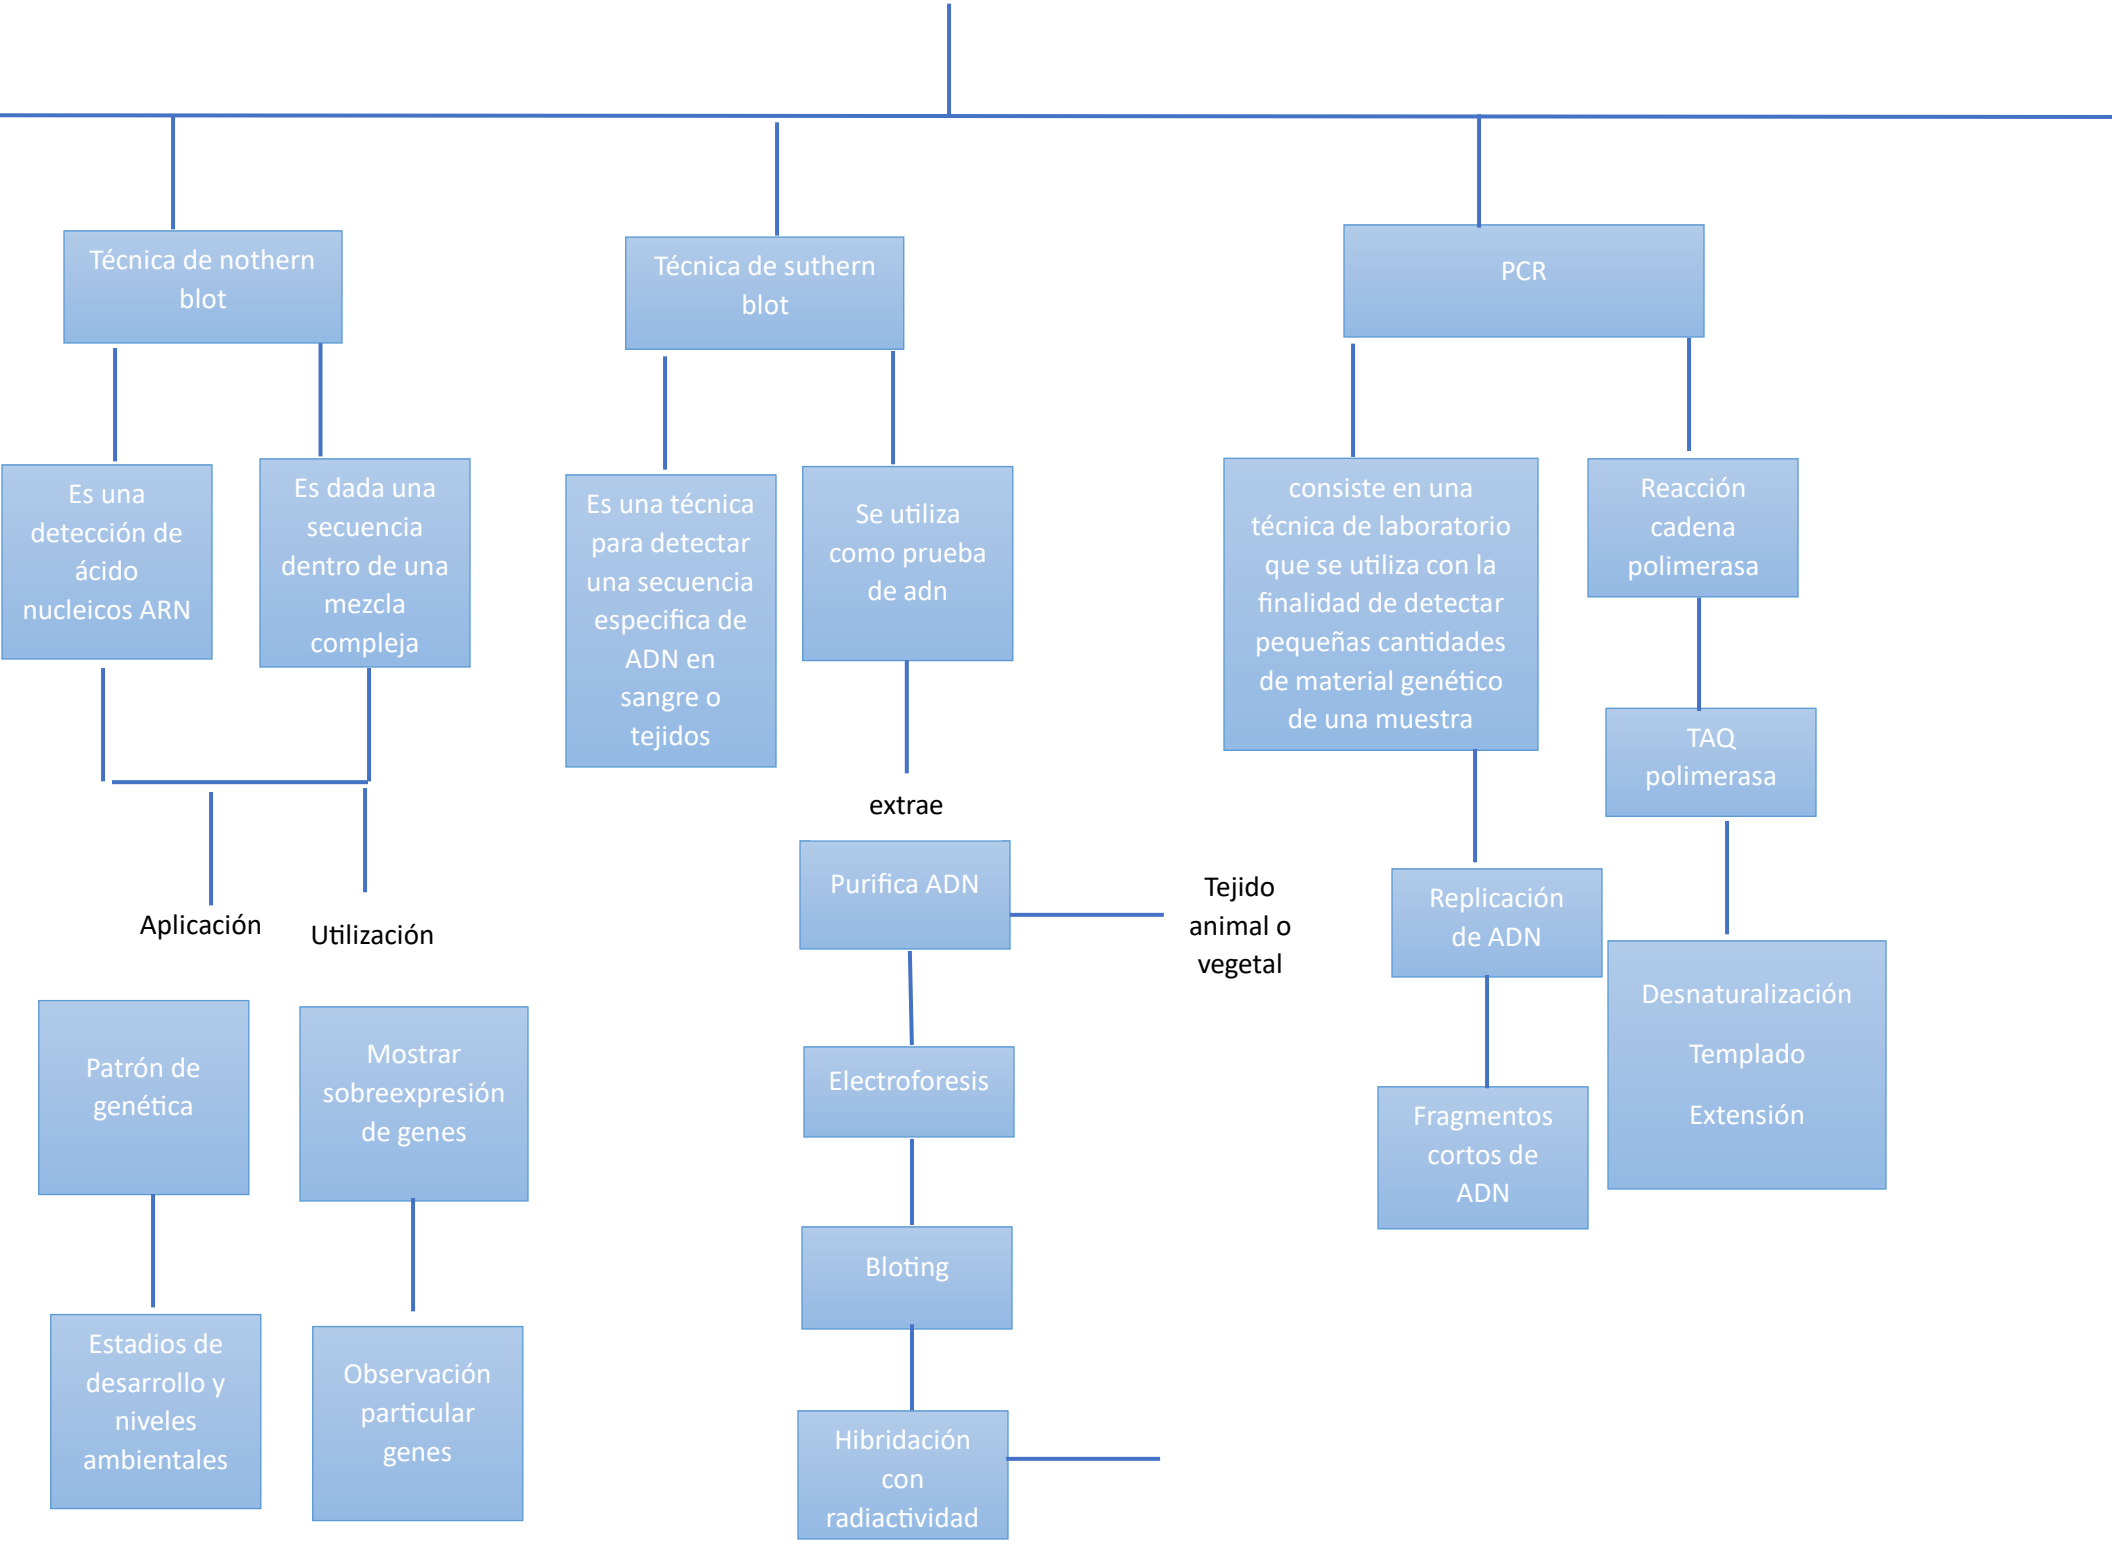 Técnica de nothern
blot
Es una
detección de
ácido
nucleicos ARN
Es dada una
secuencia
dentro de una
mezcla
compleja
Aplicación
Utilización
Patrón de
genética
Mostrar
sobreexpresión
de genes
Estadios de
desarrollo y
niveles
ambientales
Observación
particular
genes
Técnica de suthern
blot
Es una técnica
para detectar
una secuencia
especifica de
ADN en
sangre o
tejidos
Se utiliza
como prueba
de adn
extrae
Purifica ADN
Tejido
animal o
vegetal
Electroforesis
Bloting
Hibridación
con
radiactividad
PCR
consiste en una
técnica de laboratorio
que se utiliza con la
finalidad de detectar
pequeñas cantidades
de material genético
de una muestra
Reacción
cadena
polimerasa
TAQ
polimerasa
Replicación
de ADN
Fragmentos
cortos de
ADN
Desnaturalización
Templado
Extensión